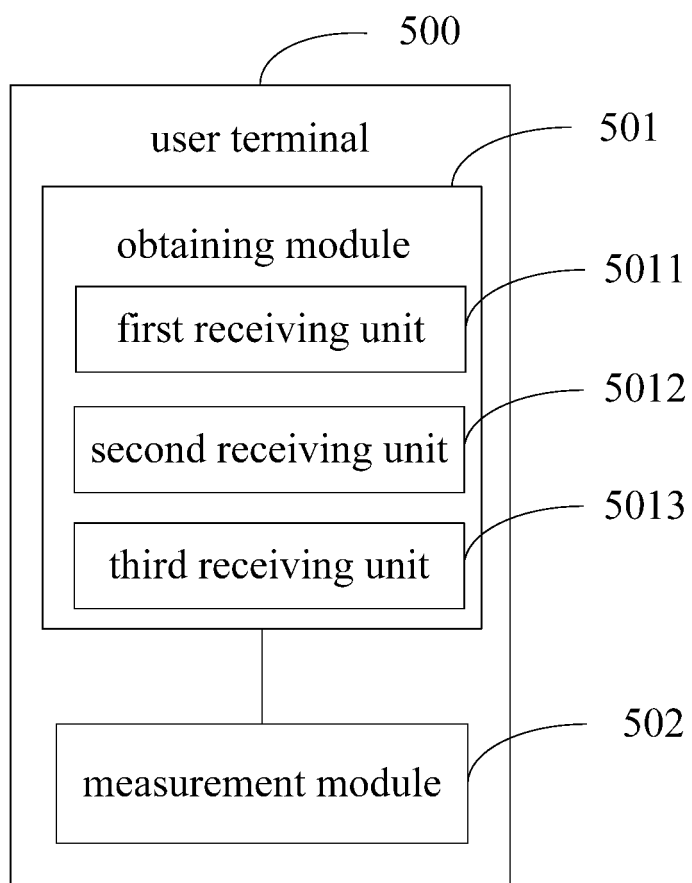 500
user terminal
501
obtaining module
5011
first receiving unit
5012
second receiving unit
5013
third receiving unit
502
measurement module